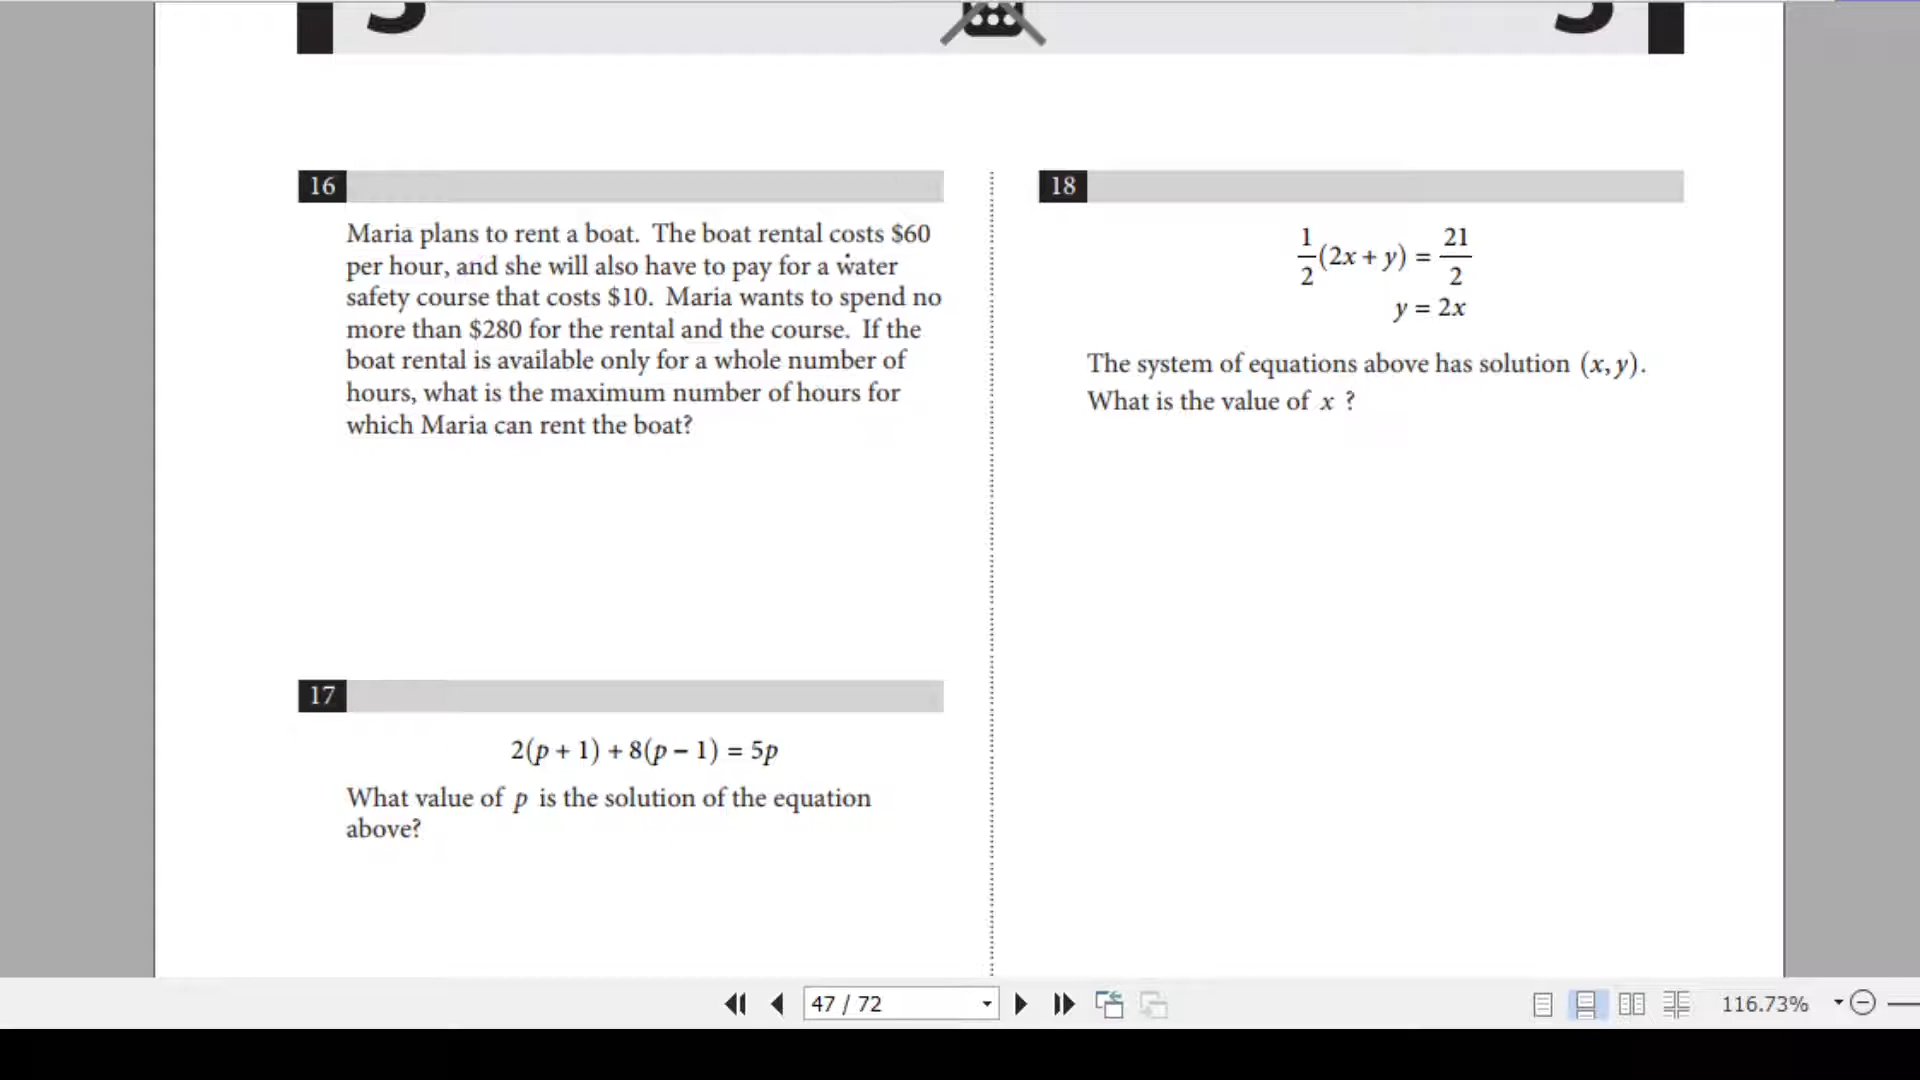 3 3
16
Maria plans to rent a boat. The boat rental costs $60
per hour, and she will also have to pay for a water
safety course that costs $10. Maria wants to spend no
more than $280 for the rental and the course. If the
boat rental is available only for a whole number of
hours, what is the maximum number of hours for
which Maria can rent the boat?
17
2(p + 1) + 8(p − 1) = 5p
What value of p is the solution of the equation
above?
18
1/2(2x + y) = 21/2
y = 2x
The system of equations above has solution (x, y).
What is the value of x ?
47 / 72
116.73%